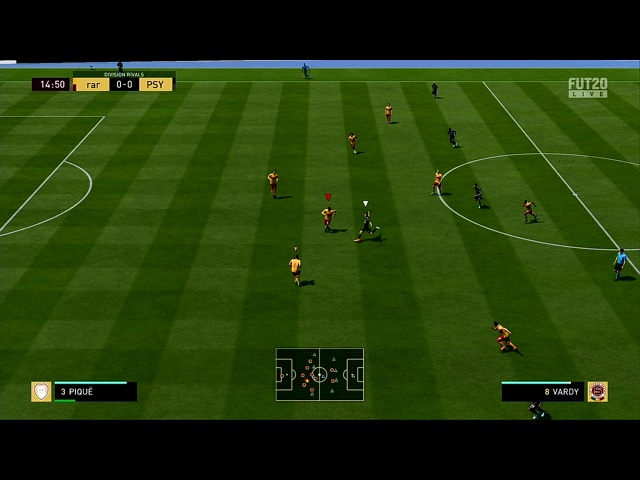 DIVISION RIVALS
14:50 rar 0-0 PSY
FUT20
LIVE
3 PIQUÉ
8 VARDY